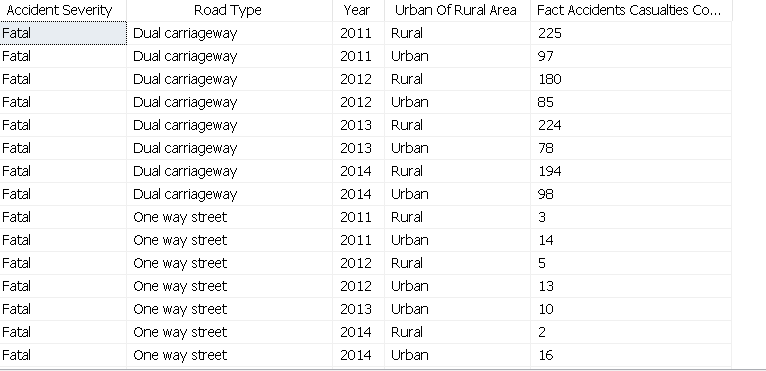 Accident Severity Road Type Year Urban Of Rural Area Fact Accidents Casualties Co...
Fatal Dual carriageway 2011 Rural 225
Fatal Dual carriageway 2011 Urban 97
Fatal Dual carriageway 2012 Rural 180
Fatal Dual carriageway 2012 Urban 85
Fatal Dual carriageway 2013 Rural 224
Fatal Dual carriageway 2013 Urban 78
Fatal Dual carriageway 2014 Rural 194
Fatal Dual carriageway 2014 Urban 98
Fatal One way street 2011 Rural 3
Fatal One way street 2011 Urban 14
Fatal One way street 2012 Rural 5
Fatal One way street 2012 Urban 13
Fatal One way street 2013 Urban 10
Fatal One way street 2014 Rural 2
Fatal One way street 2014 Urban 16